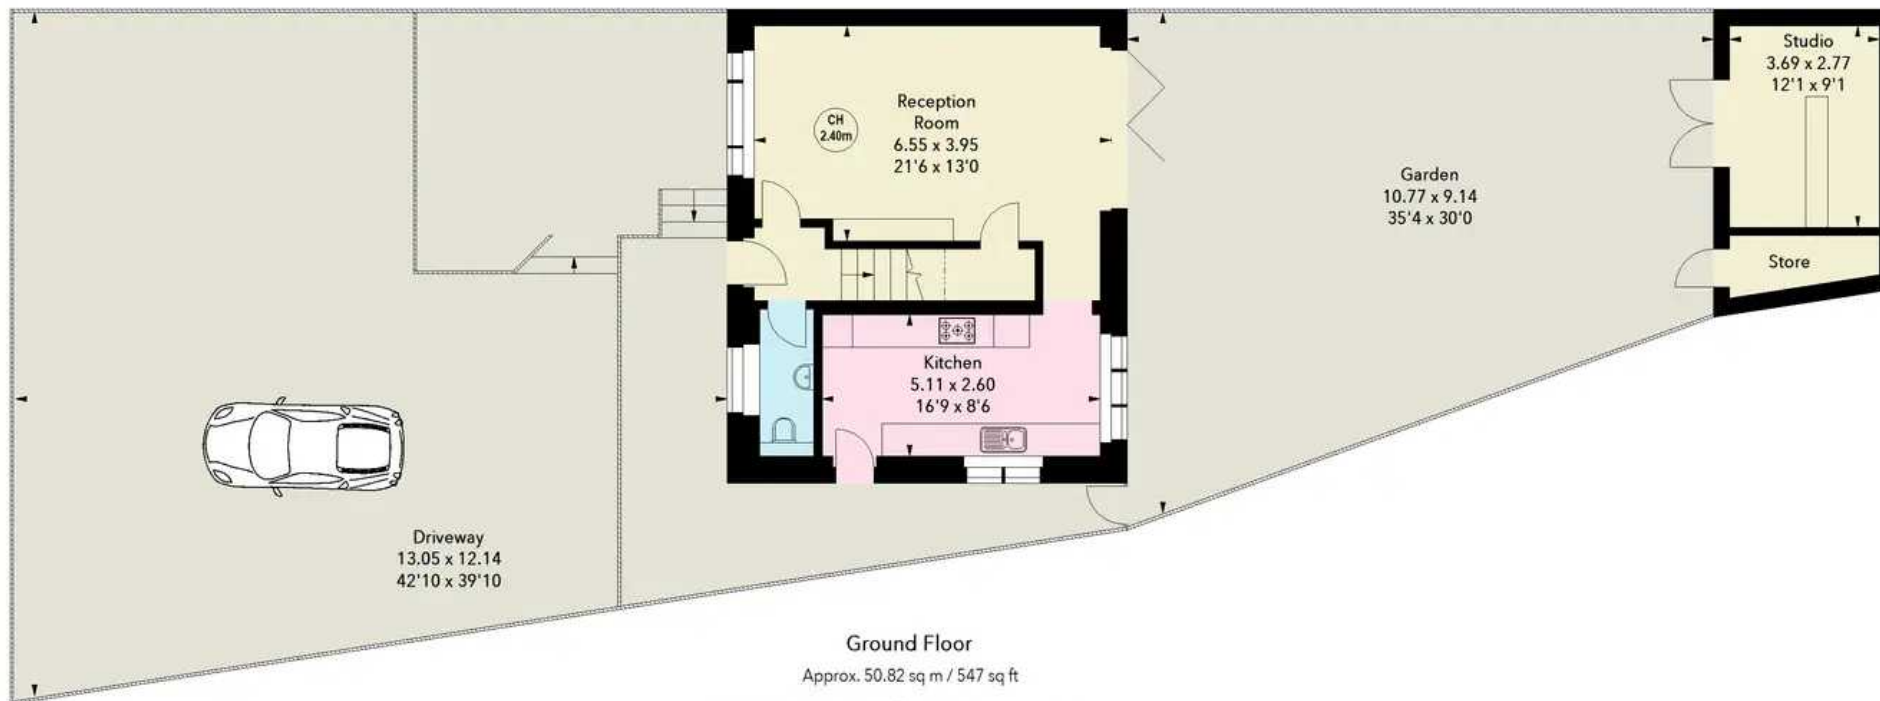 Studio
3.69 x 2.77
12'1 x 9'1
Reception
Room
6.55 x 3.95
21'6 x 13'0
CH
2.40m
Garden
10.77 x 9.14
35'4 x 30'0
Store
Kitchen
5.11 x 2.60
16'9 x 8'6
Driveway
13.05 x 12.14
42'10 x 39'10
Ground Floor
Approx. 50.82 sq m / 547 sq ft